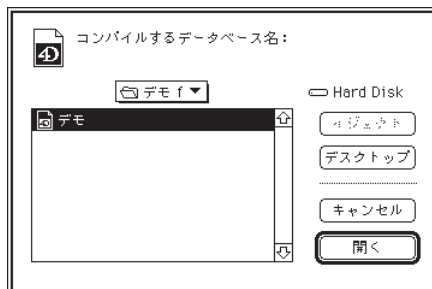 コンパイルするデータベース名：
デモ f
Hard Disk
デモ
イジェクト
デスクトップ
キャンセル
開く